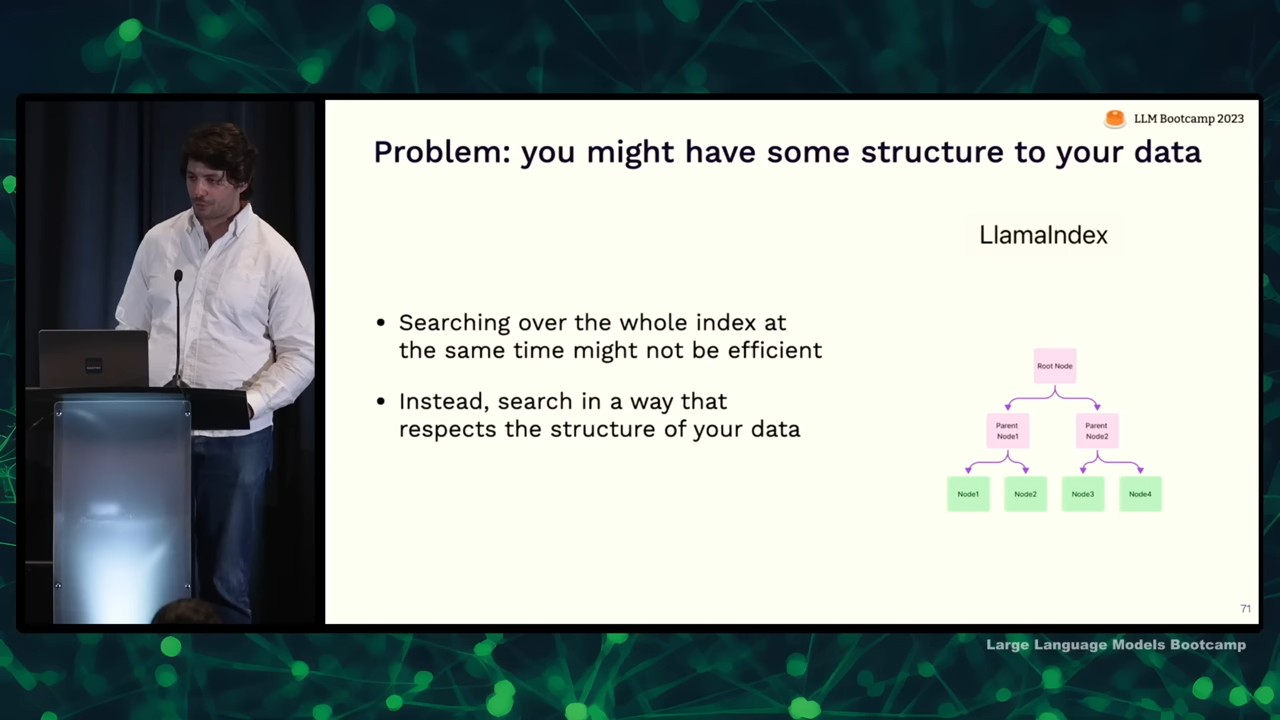 LLM Bootcamp 2023
Problem: you might have some structure to your data
LlamaIndex
• Searching over the whole index at
the same time might not be efficient
• Instead, search in a way that
respects the structure of your data
Root Node
Parent
Node1
Parent
Node2
Node1
Node2
Node3
Node4
71
Large Language Models Bootcamp